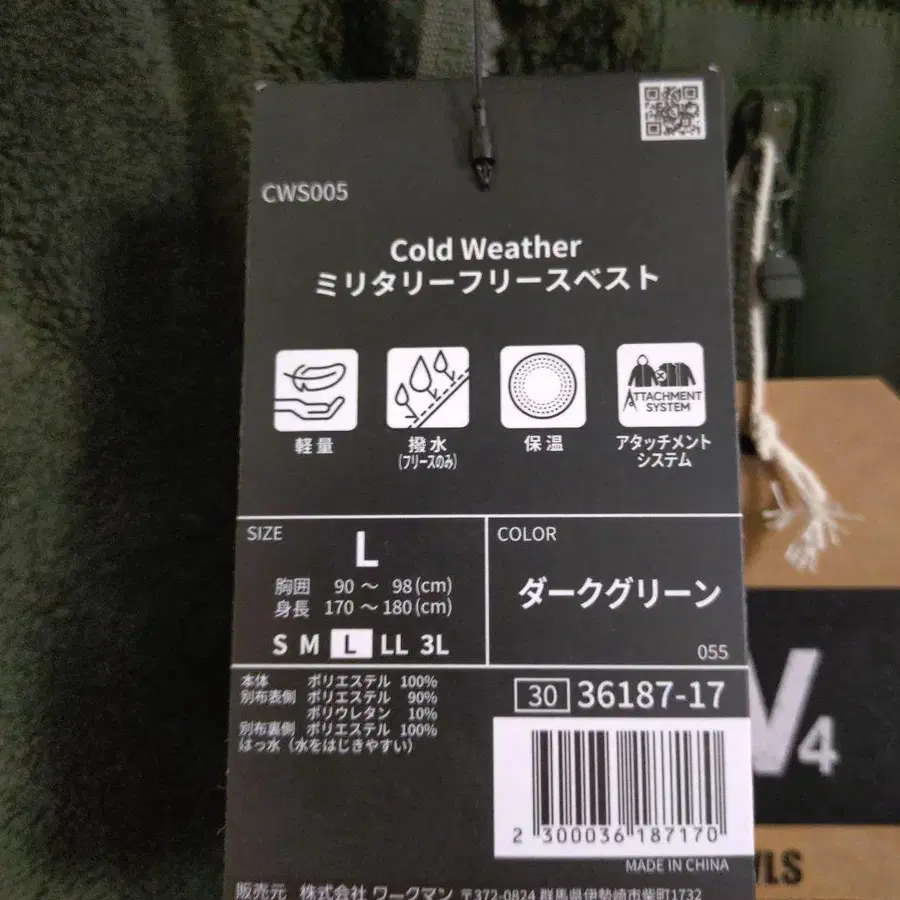 CWS005
Cold Weather
ミリタリーフリースベスト
ATTACHMENT
SYSTEM
軽量
撥水
(フリースのみ)
保温
アタッチメント
システム
SIZE
L
胸囲 90 ～ 98(cm)
身長 170 ～ 180(cm)
S M L LL 3L
COLOR
ダークグリーン
055
本体 ポリエステル 100%
別布表側 ポリエステル 90%
ポリウレタン 10%
別布裏側 ポリエステル 100%
はっ水（水をはじきやすい）
30 36187-17
2 300036 187170
MADE IN CHINA
販売元 株式会社 ワークマン 〒372-0824 群馬県伊勢崎市柴町1732
4